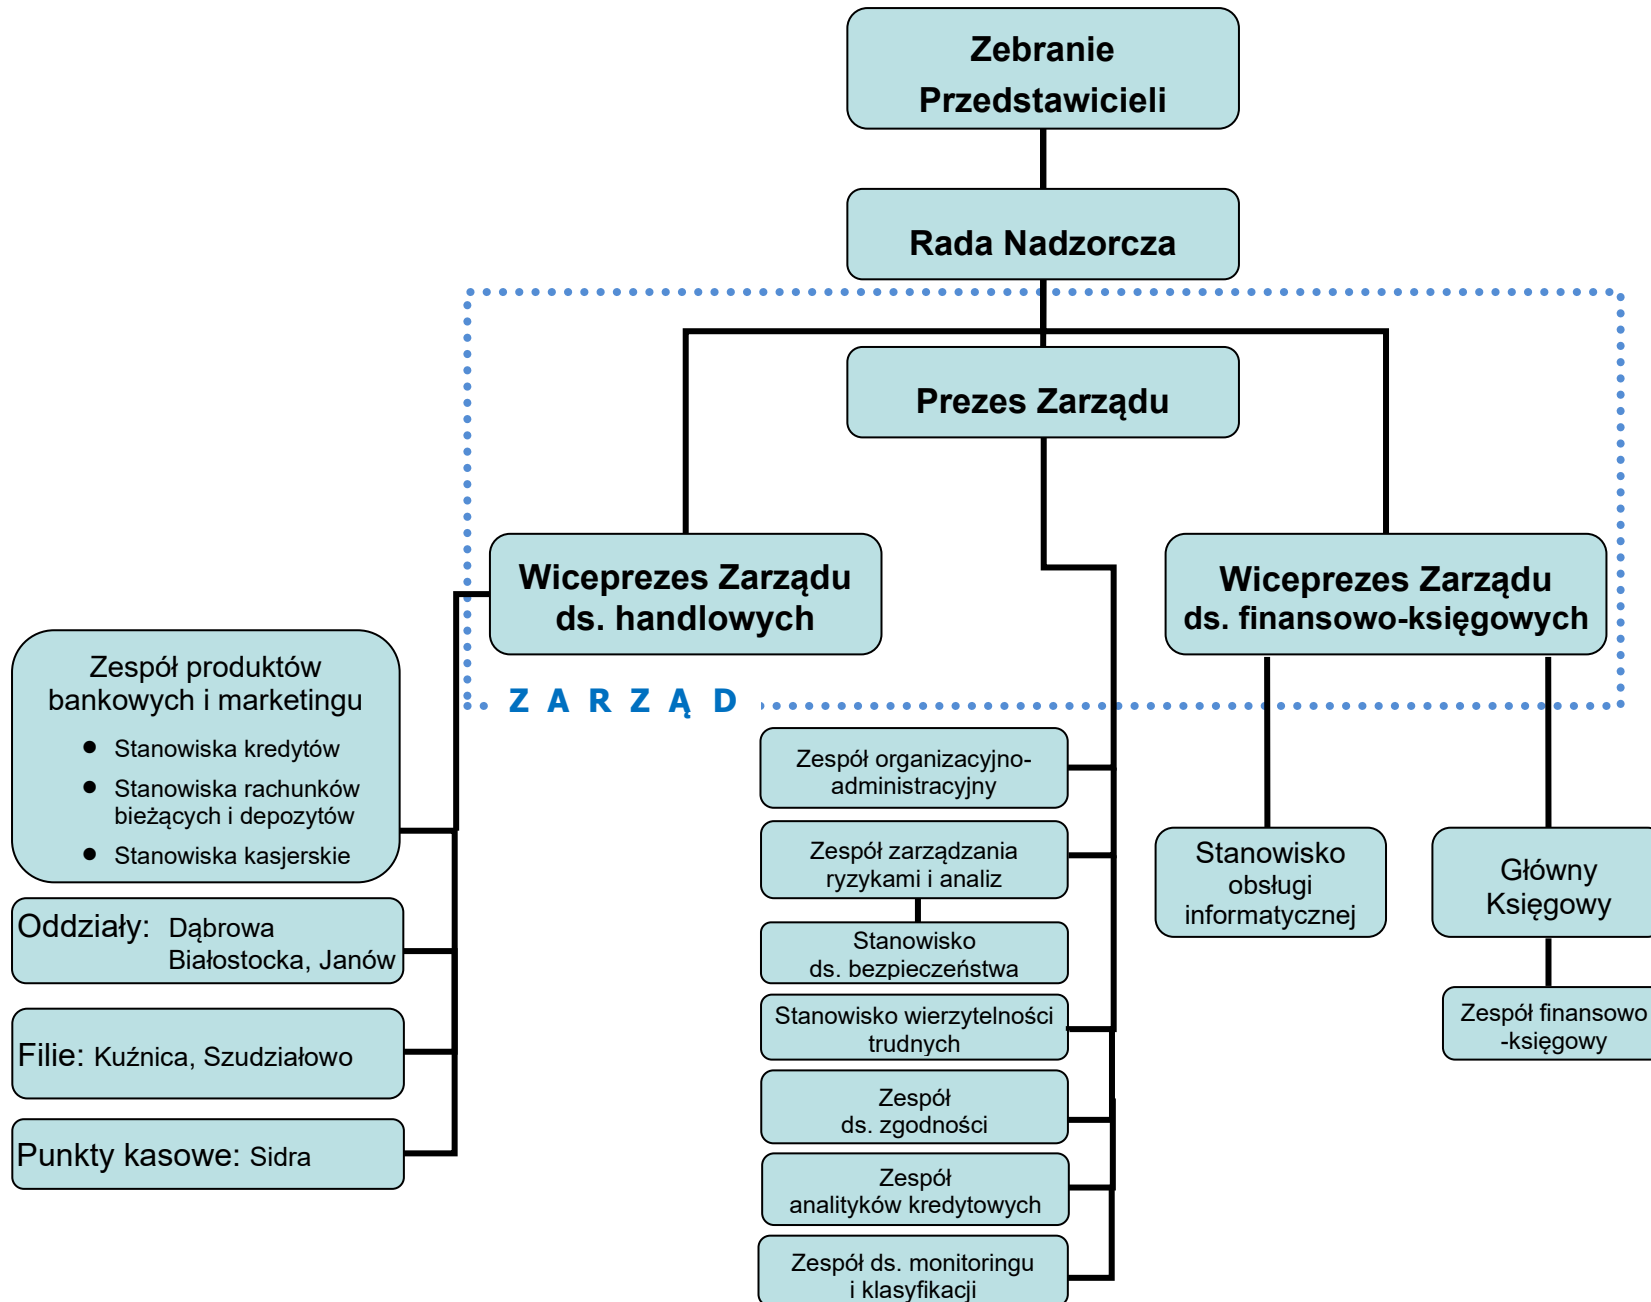 Zebranie
Przedstawicieli
Rada Nadzorcza
Prezes Zarządu
Wiceprezes Zarządu
ds. handlowych
Wiceprezes Zarządu
ds. finansowo-księgowych
Z A R Z Ą D
Zespół produktów
bankowych i marketingu
● Stanowiska kredytów
● Stanowiska rachunków
bieżących i depozytów
● Stanowiska kasjerskie
Oddziały: Dąbrowa
Białostocka, Janów
Filie: Kuźnica, Szudziałowo
Punkty kasowe: Sidra
Zespół organizacyjno-
administracyjny
Zespół zarządzania
ryzykami i analiz
Stanowisko
ds. bezpieczeństwa
Stanowisko wierzytelności
trudnych
Zespół
ds. zgodności
Zespół
analityków kredytowych
Zespół ds. monitoringu
i klasyfikacji
Stanowisko
obsługi
informatycznej
Główny
Księgowy
Zespół finansowo
-księgowy